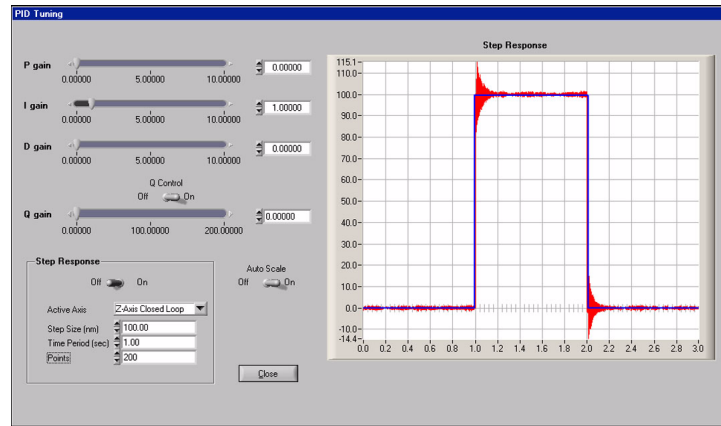 PID Tuning
P gain
0.00000 5.00000 10.00000
0.00000
I gain
0.00000 5.00000 10.00000
1.00000
D gain
0.00000 5.00000 10.00000
0.00000
Q Control
Off On
Q gain
0.00000 100.00000 200.00000
0.00000
Step Response
Off On
Active Axis Z-Axis Closed Loop
Step Size (nm) 100.00
Time Period (sec) 1.00
Points 200
Auto Scale
Off On
Close
Step Response
115.1
110.0
100.0
90.0
80.0
70.0
60.0
50.0
40.0
30.0
20.0
10.0
0.0
-10.0
-14.4
0.0 0.2 0.4 0.6 0.8 1.0 1.2 1.4 1.6 1.8 2.0 2.2 2.4 2.6 2.8 3.0